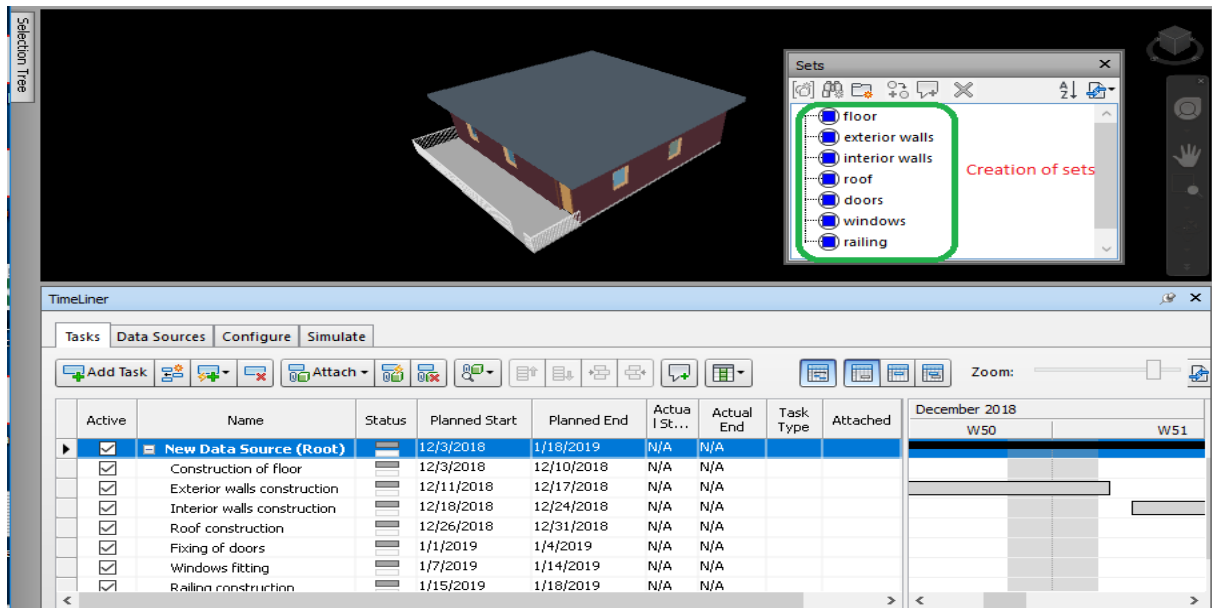 Selection Tree
Sets
floor
exterior walls
interior walls
roof
doors
windows
railing
Creation of sets
TimeLiner
Tasks Data Sources Configure Simulate
Add Task Attach Zoom:
Active Name Status Planned Start Planned End Actua l St... Actual End Task Type Attached December 2018
W50 W51
New Data Source (Root) 12/3/2018 1/18/2019 N/A N/A
Construction of floor 12/3/2018 12/10/2018 N/A N/A
Exterior walls construction 12/11/2018 12/17/2018 N/A N/A
Interior walls construction 12/18/2018 12/24/2018 N/A N/A
Roof construction 12/26/2018 12/31/2018 N/A N/A
Fixing of doors 1/1/2019 1/4/2019 N/A N/A
Windows fitting 1/7/2019 1/14/2019 N/A N/A
Railing construction 1/15/2019 1/18/2019 N/A N/A